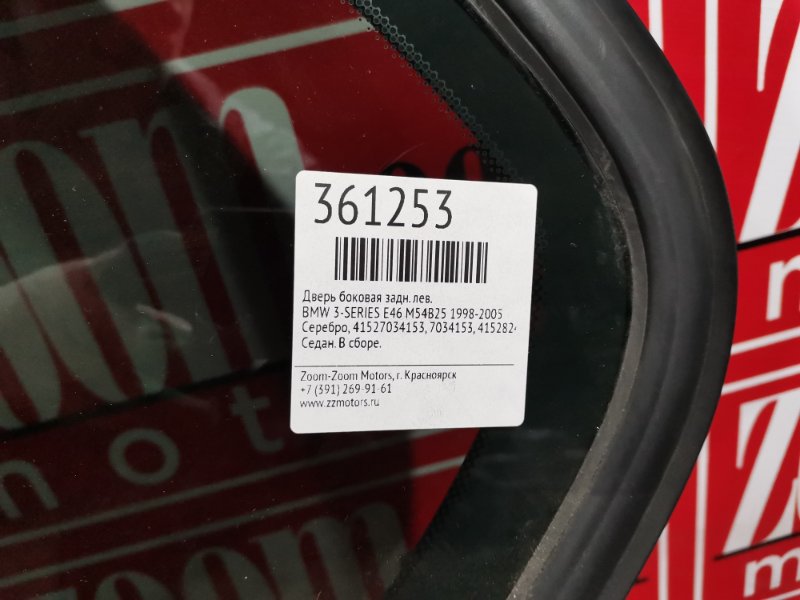 361253
Дверь боковая задн. лев.
BMW 3-SERIES E46 M54B25 1998-2005
Серебро, 41527034153, 7034153, 4152824
Седан. В сборе.
Zoom-Zoom Motors, г. Красноярск
+7 (391) 269-91-61
www.zzmotors.ru